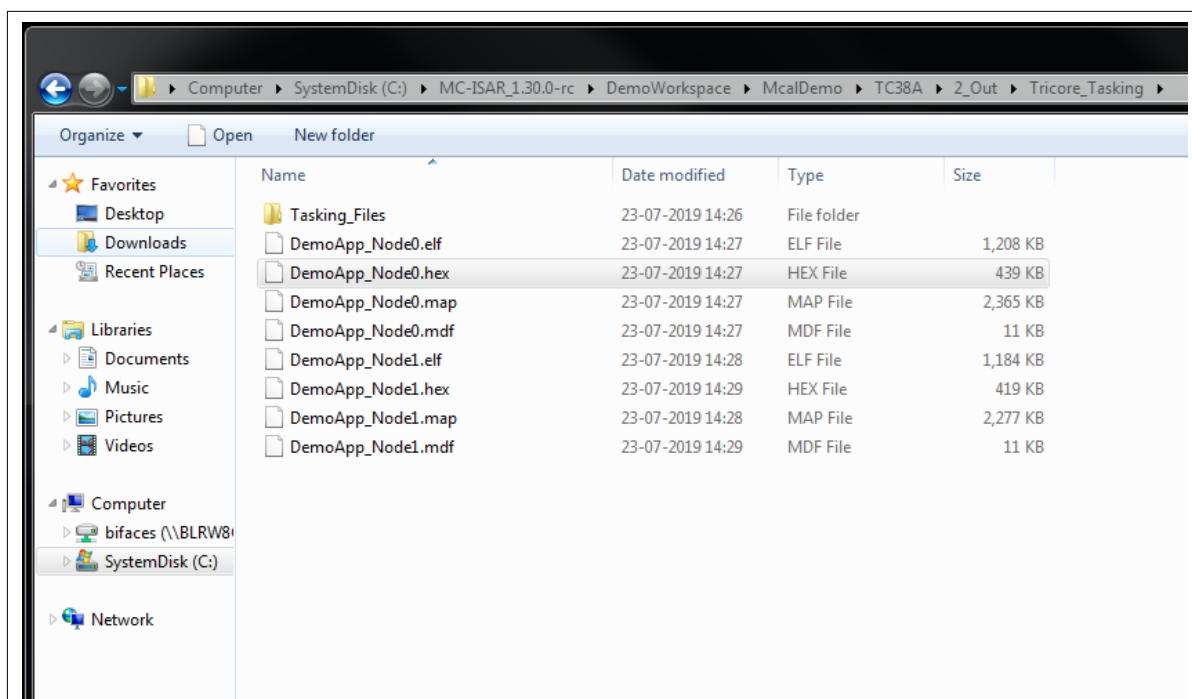 Computer SystemDisk (C:) MC-ISAR_1.30.0-rc DemoWorkspace McalDemo TC38A 2_Out Tricore_Tasking
Organize Open New folder
Favorites
Desktop
Downloads
Recent Places
Libraries
Documents
Music
Pictures
Videos
Computer
bifaces (\\BLRW8
SystemDisk (C:)
Network
Name Date modified Type Size
Tasking_Files 23-07-2019 14:26 File folder
DemoApp_Node0.elf 23-07-2019 14:27 ELF File 1,208 KB
DemoApp_Node0.hex 23-07-2019 14:27 HEX File 439 KB
DemoApp_Node0.map 23-07-2019 14:27 MAP File 2,365 KB
DemoApp_Node0.mdf 23-07-2019 14:27 MDF File 11 KB
DemoApp_Node1.elf 23-07-2019 14:28 ELF File 1,184 KB
DemoApp_Node1.hex 23-07-2019 14:29 HEX File 419 KB
DemoApp_Node1.map 23-07-2019 14:28 MAP File 2,277 KB
DemoApp_Node1.mdf 23-07-2019 14:29 MDF File 11 KB